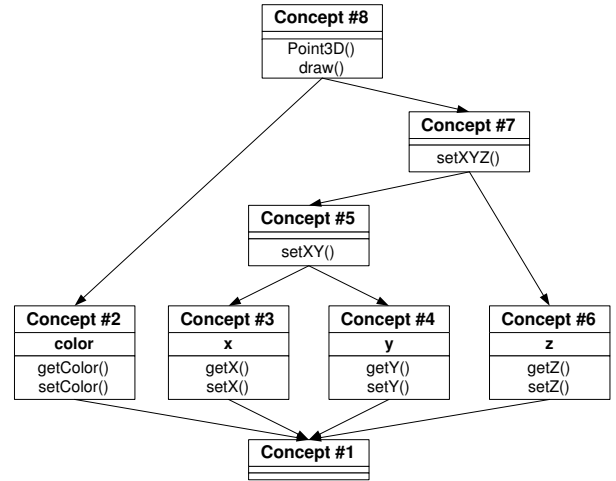 Concept #8
Point3D()
draw()
Concept #7
setXYZ()
Concept #5
setXY()
Concept #2
color
getColor()
setColor()
Concept #3
x
getX()
setX()
Concept #4
y
getY()
setY()
Concept #6
z
getZ()
setZ()
Concept #1